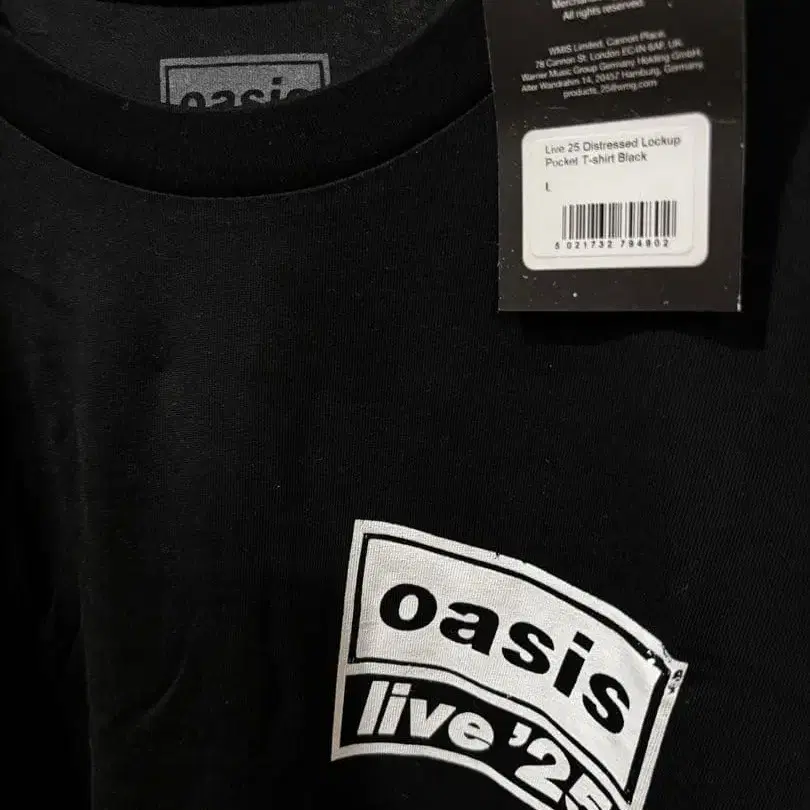 oasis
All rights reserved.
WMIS Limited, Cannon Place,
78 Cannon St, London EC4N 6AF, UK.
Warner Music Group Germany Holding GmbH,
Alter Wandrahm 14, 20457 Hamburg, Germany
Live 25 Distressed Lockup
Pocket T-shirt Black
L
5 021732 794902
oasis
live '25